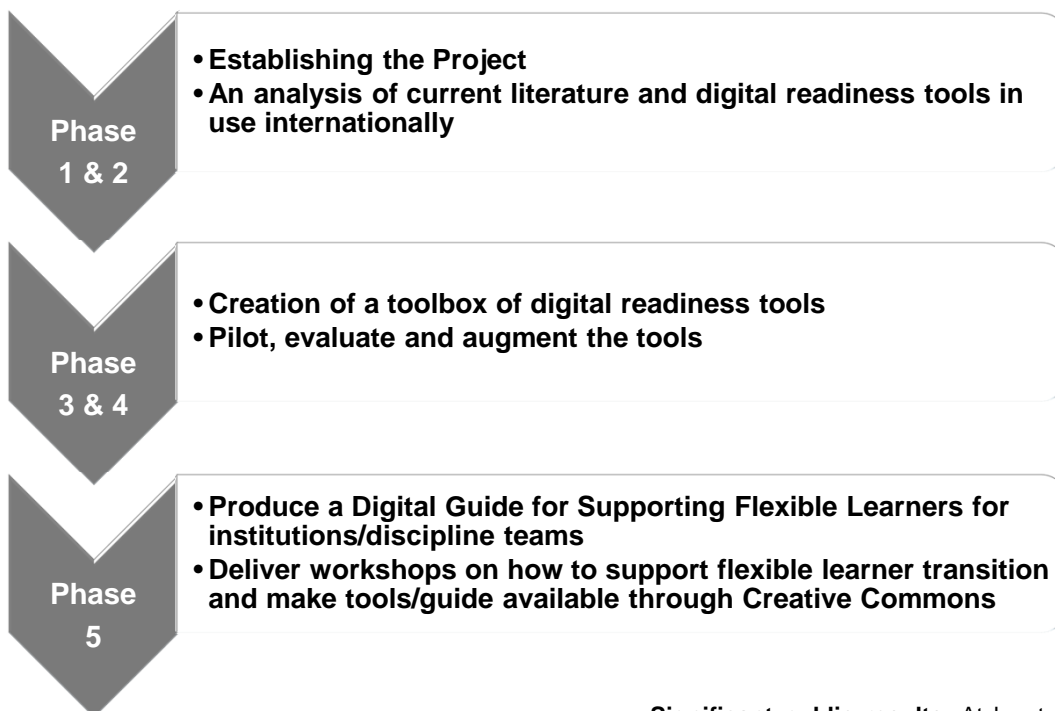 • Establishing the Project
• An analysis of current literature and digital readiness tools in
use internationally
Phase
1 & 2
• Creation of a toolbox of digital readiness tools
• Pilot, evaluate and augment the tools
Phase
3 & 4
• Produce a Digital Guide for Supporting Flexible Learners for
institutions/discipline teams
• Deliver workshops on how to support flexible learner transition
and make tools/guide available through Creative Commons
Phase
5